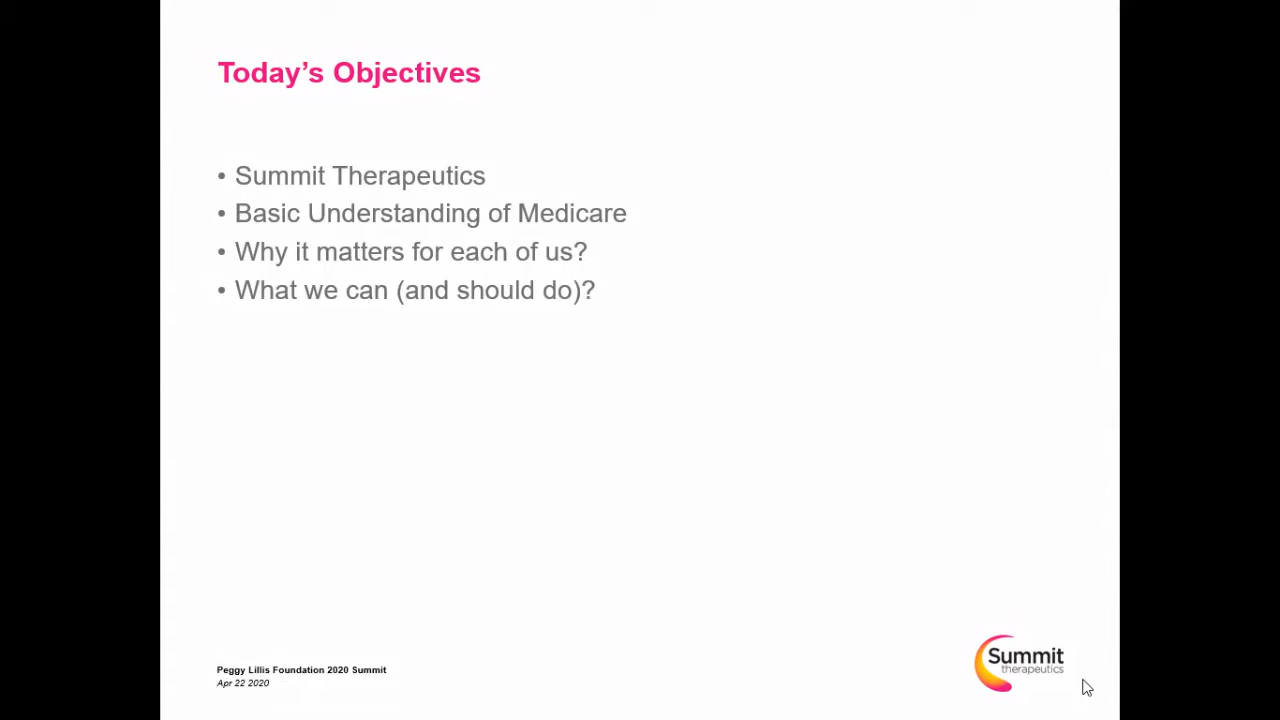 Today’s Objectives
• Summit Therapeutics
• Basic Understanding of Medicare
• Why it matters for each of us?
• What we can (and should do)?
Peggy Lillis Foundation 2020 Summit
Apr 22 2020
Summit
therapeutics